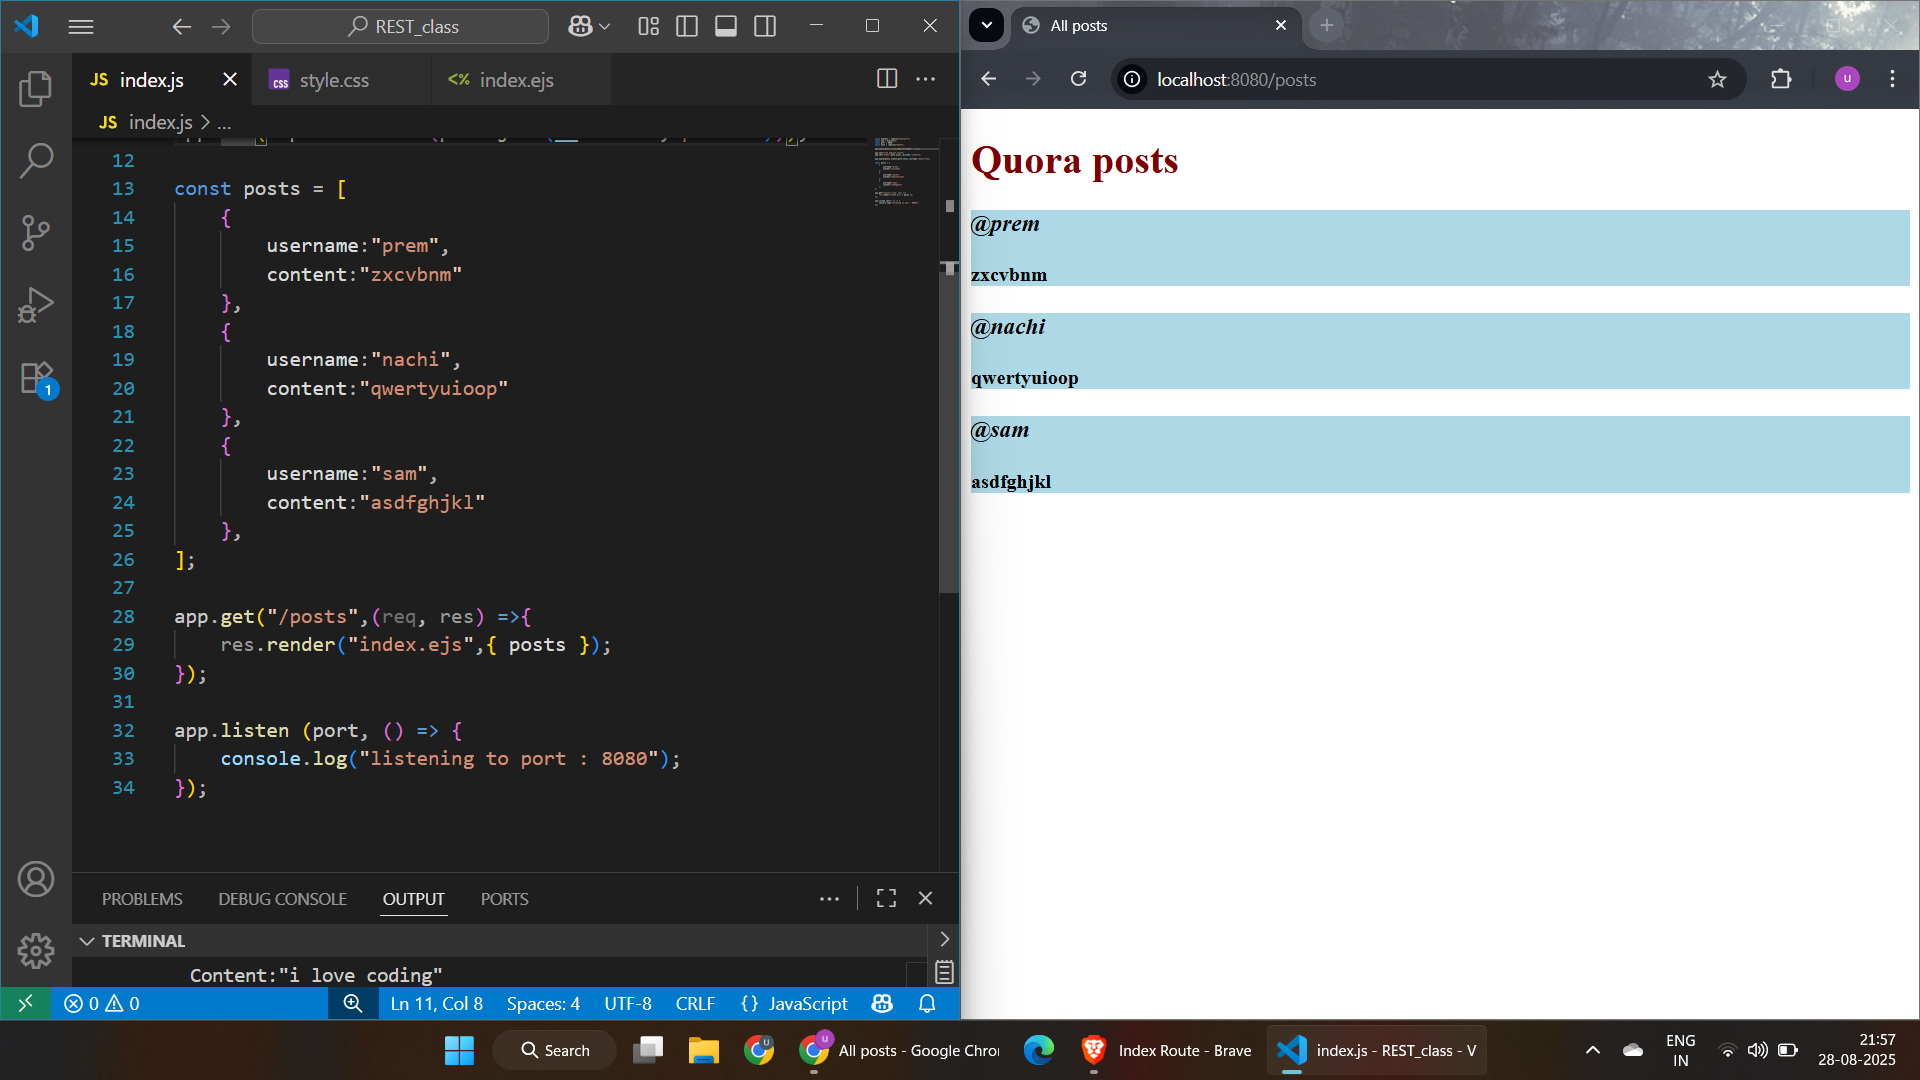 REST_class
JS index.js
css style.css
<% index.ejs
JS index.js > ...
12
13 const posts = [
14 {
15 username:"prem",
16 content:"zxcvbnm"
17 },
18 {
19 username:"nachi",
20 content:"qwertyuioop"
21 },
22 {
23 username:"sam",
24 content:"asdfghjkl"
25 },
26 ];
27
28 app.get("/posts",(req, res) =>{
29 res.render("index.ejs",{ posts });
30 });
31
32 app.listen (port, () => {
33 console.log("listening to port : 8080");
34 });
1
PROBLEMS DEBUG CONSOLE OUTPUT PORTS
TERMINAL
Content:"i love coding"
0 0 Ln 11, Col 8 Spaces: 4 UTF-8 CRLF {} JavaScript
All posts
localhost:8080/posts
u
Quora posts
@prem
zxcvbnm
@nachi
qwertyuioop
@sam
asdfghjkl
Search
u
u
All posts - Google Chro
Index Route - Brave
index.js - REST_class - V
ENG
IN
21:57
28-08-2025